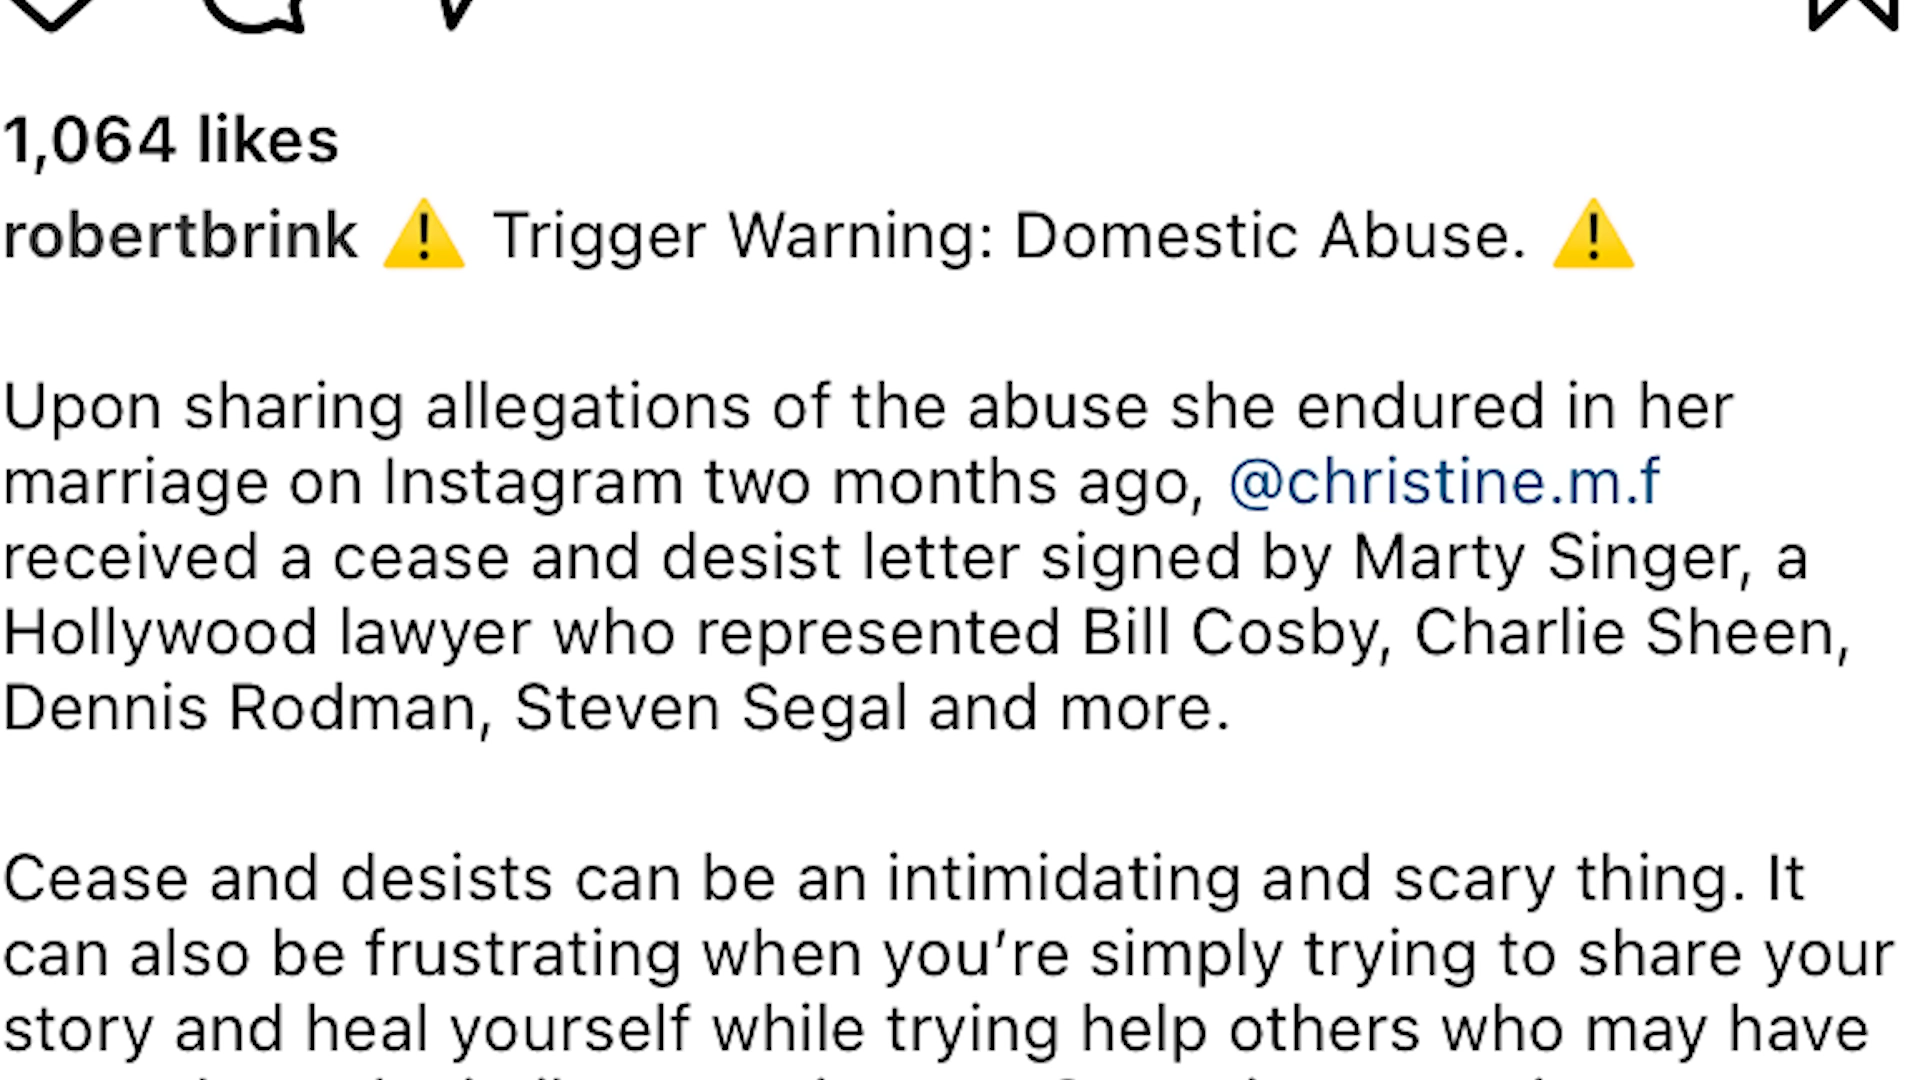 1,064 likes
robertbrink ⚠️ Trigger Warning: Domestic Abuse. ⚠️
Upon sharing allegations of the abuse she endured in her
marriage on Instagram two months ago, @christine.m.f
received a cease and desist letter signed by Marty Singer, a
Hollywood lawyer who represented Bill Cosby, Charlie Sheen,
Dennis Rodman, Steven Segal and more.
Cease and desists can be an intimidating and scary thing. It
can also be frustrating when you’re simply trying to share your
story and heal yourself while trying help others who may have